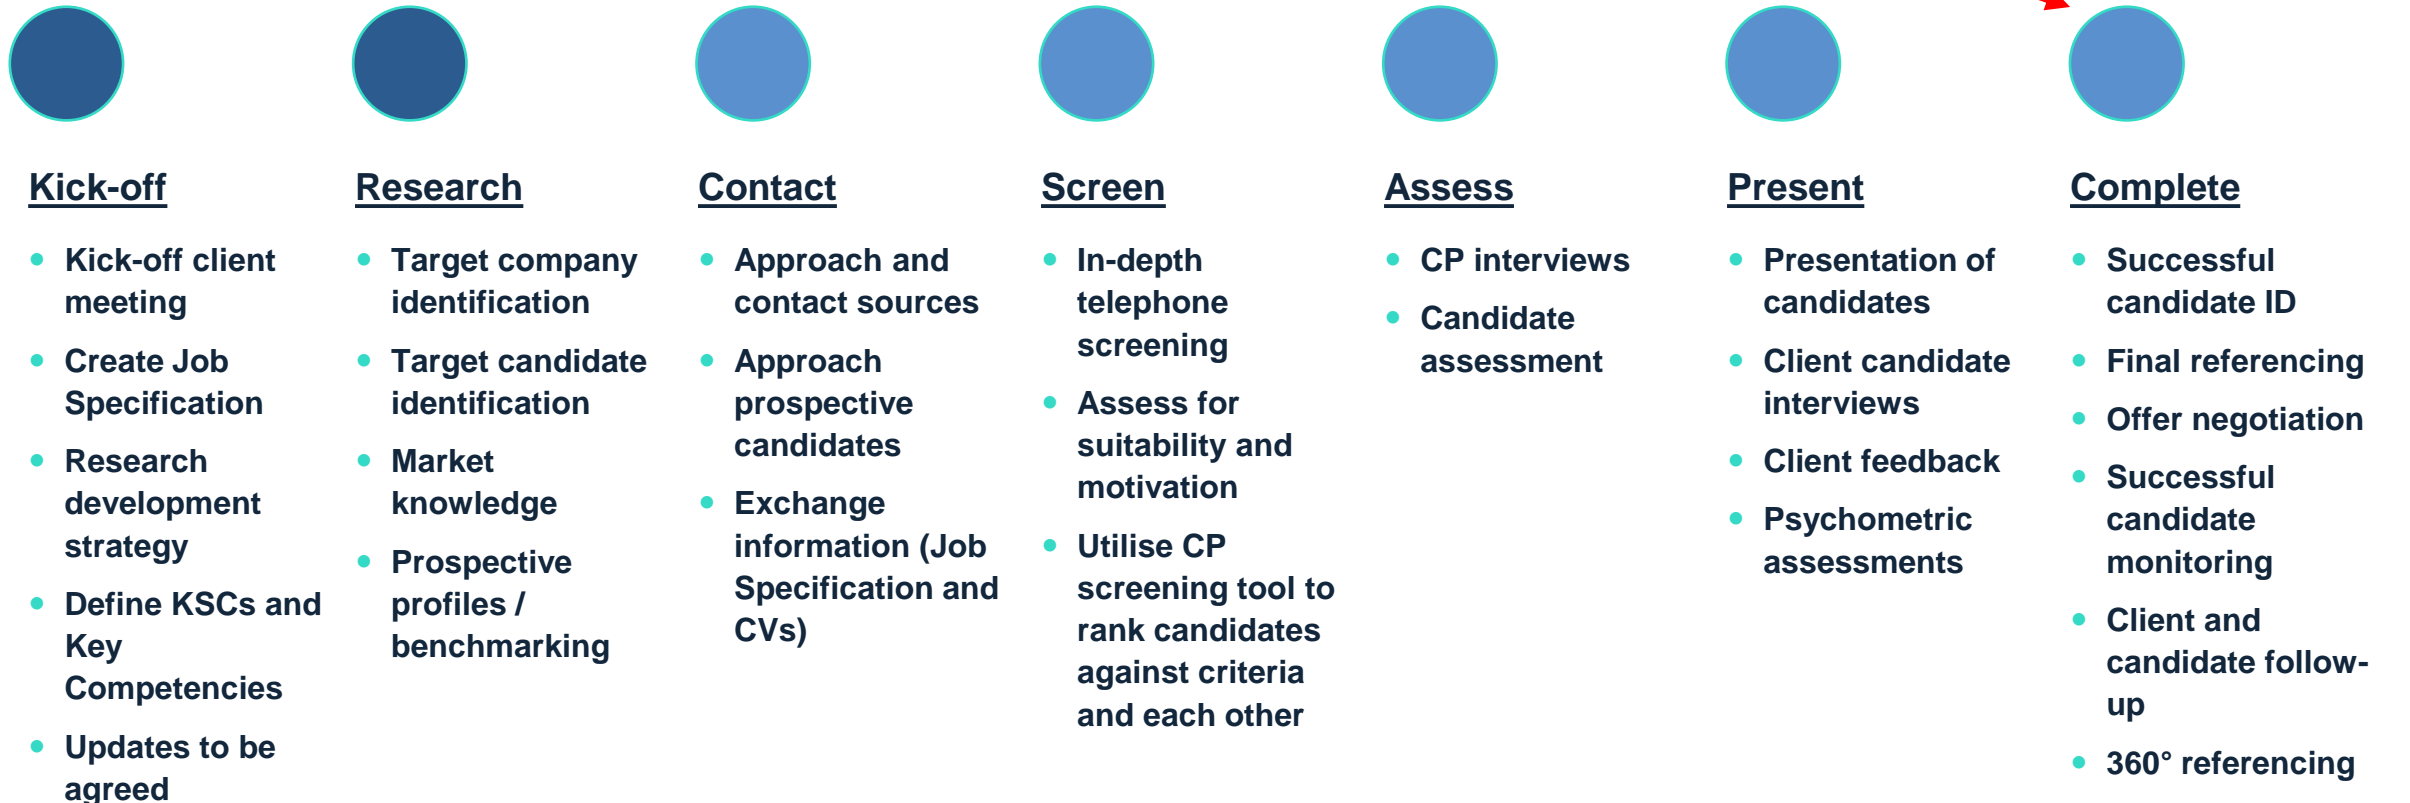 Kick-off
Kick-off client
meeting
Create Job
Specification
Research
development
strategy
Define KSCs and
Key
Competencies
Updates to be
agreed
Research
Target company
identification
Target candidate
identification
Market
knowledge
Prospective
profiles /
benchmarking
Contact
Approach and
contact sources
Approach
prospective
candidates
Exchange
information (Job
Specification and
CVs)
Screen
In-depth
telephone
screening
Assess for
suitability and
motivation
Utilise CP
screening tool to
rank candidates
against criteria
and each other
Assess
CP interviews
Candidate
assessment
Present
Presentation of
candidates
Client candidate
interviews
Client feedback
Psychometric
assessments
Complete
Successful
candidate ID
Final referencing
Offer negotiation
Successful
candidate
monitoring
Client and
candidate follow-
up
360° referencing